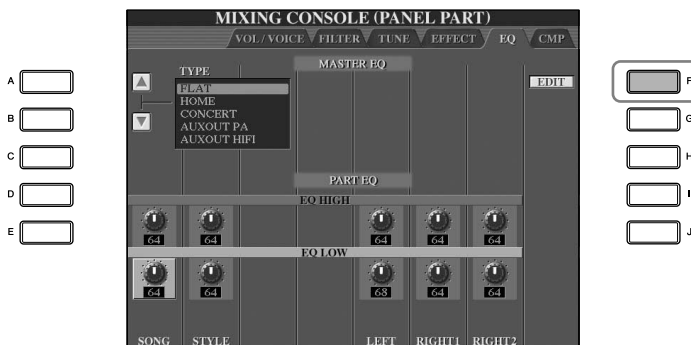 MIXING CONSOLE (PANEL PART)
VOL / VOICE FILTER TUNE EFFECT EQ CMP
MASTER EQ
TYPE
EDIT
FLAT
HOME
CONCERT
AUXOUT PA
AUXOUT HIFI
A
B
C
D
E
F
G
H
I
J
PART EQ
EQ HIGH
64 64 64 64 64
EQ LOW
64 64 68 64 64
SONG STYLE LEFT RIGHT1 RIGHT2